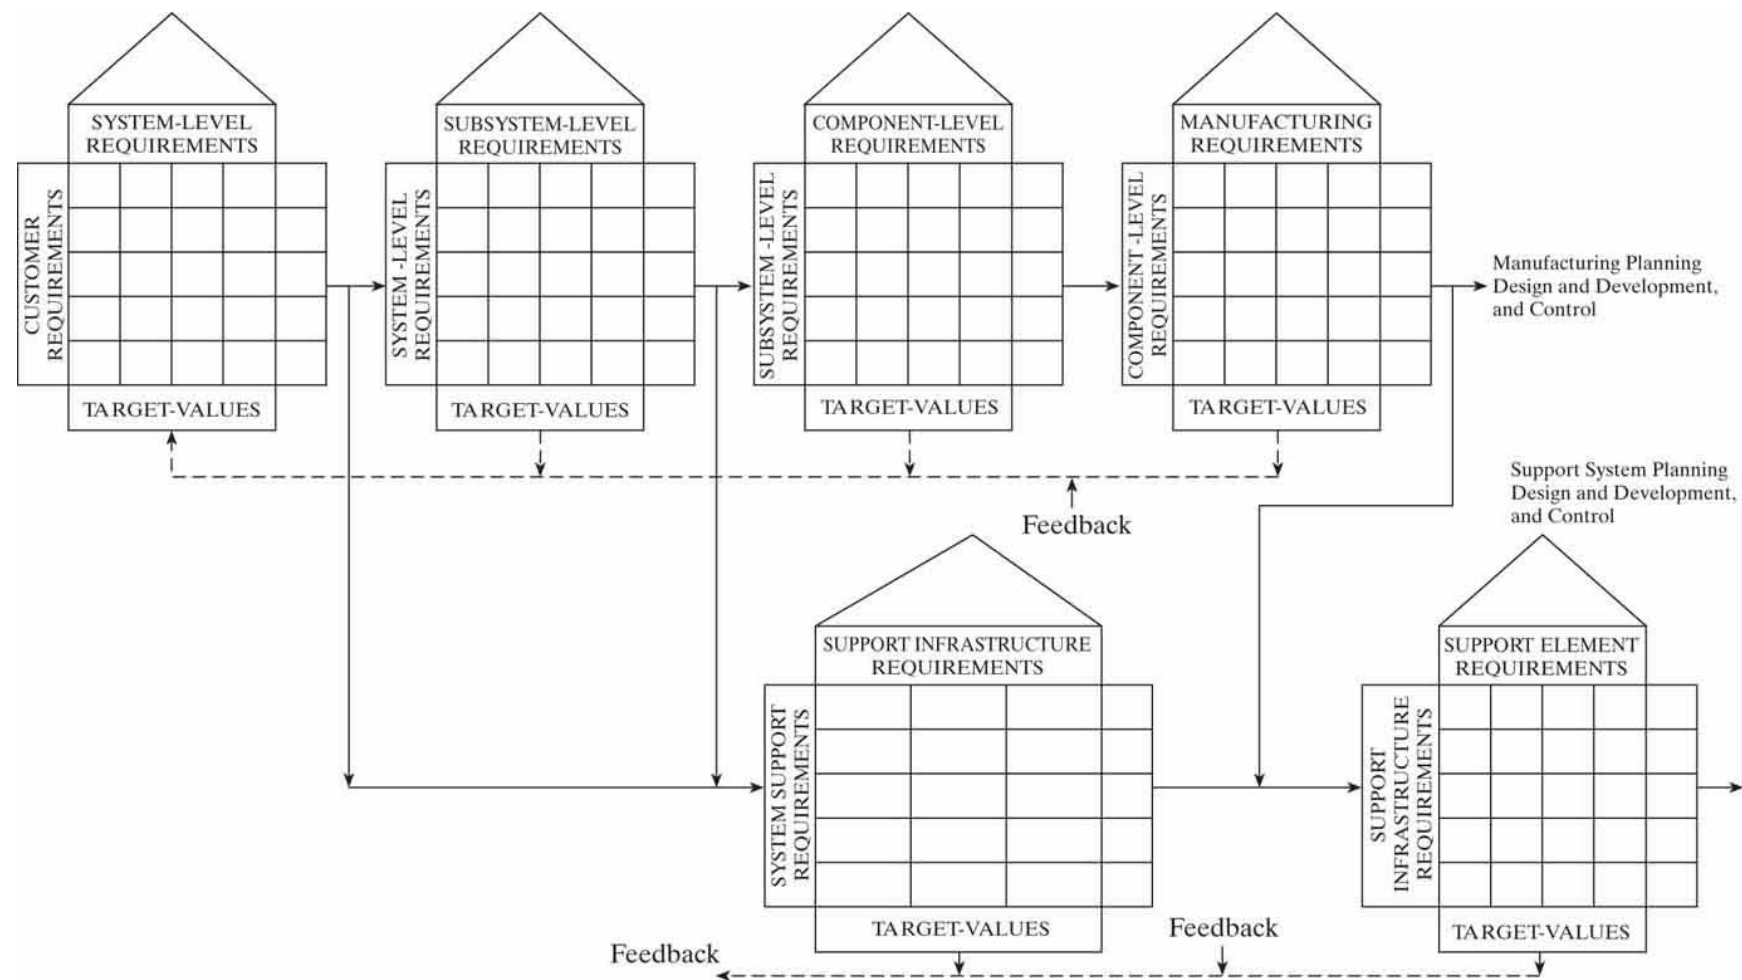 SYSTEM-LEVEL
REQUIREMENTS
CUSTOMER
REQUIREMENTS
TARGET-VALUES
SUBSYSTEM-LEVEL
REQUIREMENTS
SYSTEM -LEVEL
REQUIREMENTS
TARGET-VALUES
COMPONENT-LEVEL
REQUIREMENTS
SUBSYSTEM -LEVEL
REQUIREMENTS
TARGET-VALUES
MANUFACTURING
REQUIREMENTS
COMPONENT -LEVEL
REQUIREMENTS
TARGET-VALUES
Manufacturing Planning
Design and Development,
and Control
Feedback
Support System Planning
Design and Development,
and Control
SUPPORT INFRASTRUCTURE
REQUIREMENTS
SYSTEM SUPPORT
REQUIREMENTS
TARGET-VALUES
SUPPORT ELEMENT
REQUIREMENTS
SUPPORT
INFRASTRUCTURE
REQUIREMENTS
TARGET-VALUES
Feedback
Feedback